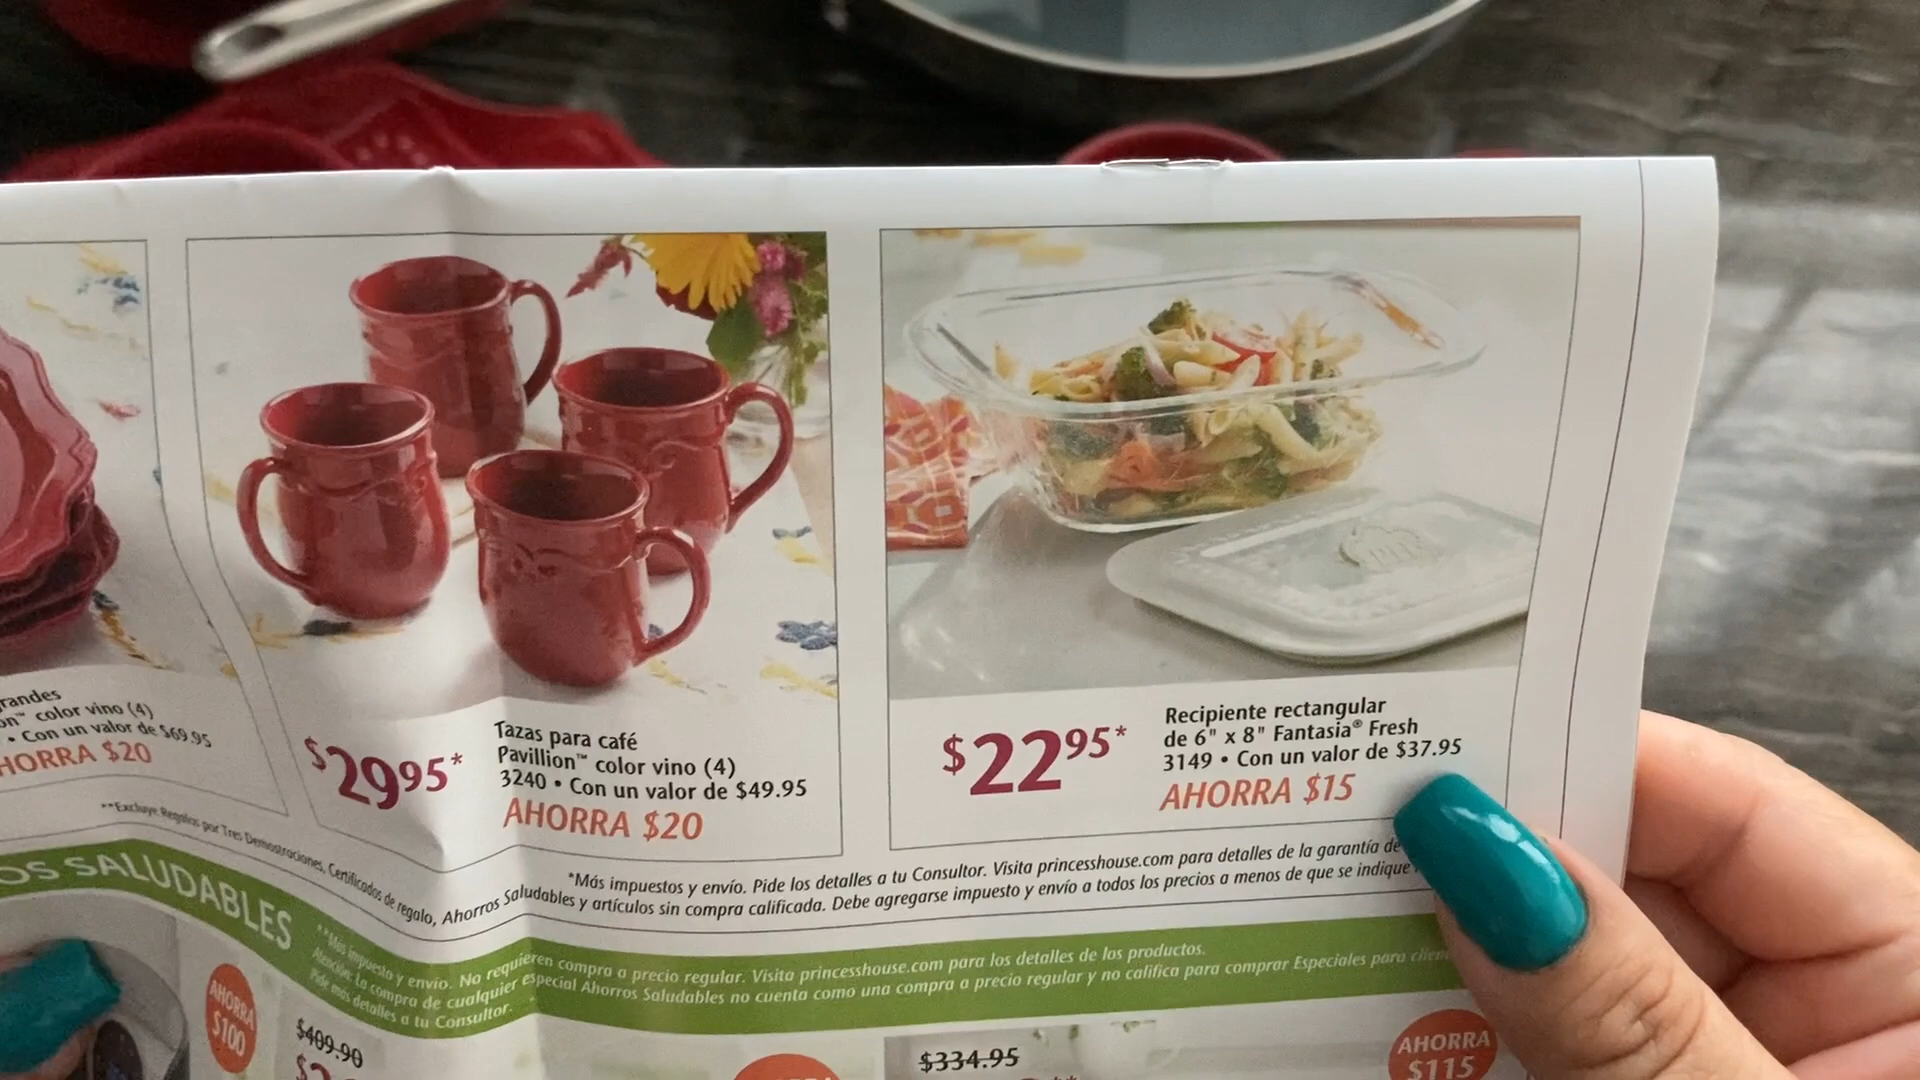 randes
color vino (4)
• Con un valor de $69.95
HORRA $20
$29.95*
Tazas para café
Pavillion™ color vino (4)
3240 • Con un valor de $49.95
AHORRA $20
$22.95*
Recipiente rectangular
de 6" x 8" Fantasia® Fresh
3149 • Con un valor de $37.95
AHORRA $15
**Excluye Regalos por Tres Demostraciones, Certificados de regalo, Ahorros Saludables y artículos sin compra calificada. Debe agregarse impuesto y envío a todos los precios a menos de que se indique
*Más impuestos y envío. Pide los detalles a tu Consultor. Visita princesshouse.com para detalles de la garantía de
OS SALUDABLES
**Más impuesto y envío. No requieren compra a precio regular. Visita princesshouse.com para los detalles de los productos.
Atención: la compra de cualquier especial Ahorros Saludables no cuenta como una compra a precio regular y no califica para comprar Especiales para
Pide más detalles a tu Consultor.
AHORRA
$100
$409.90
$334.95
AHORRA
$115